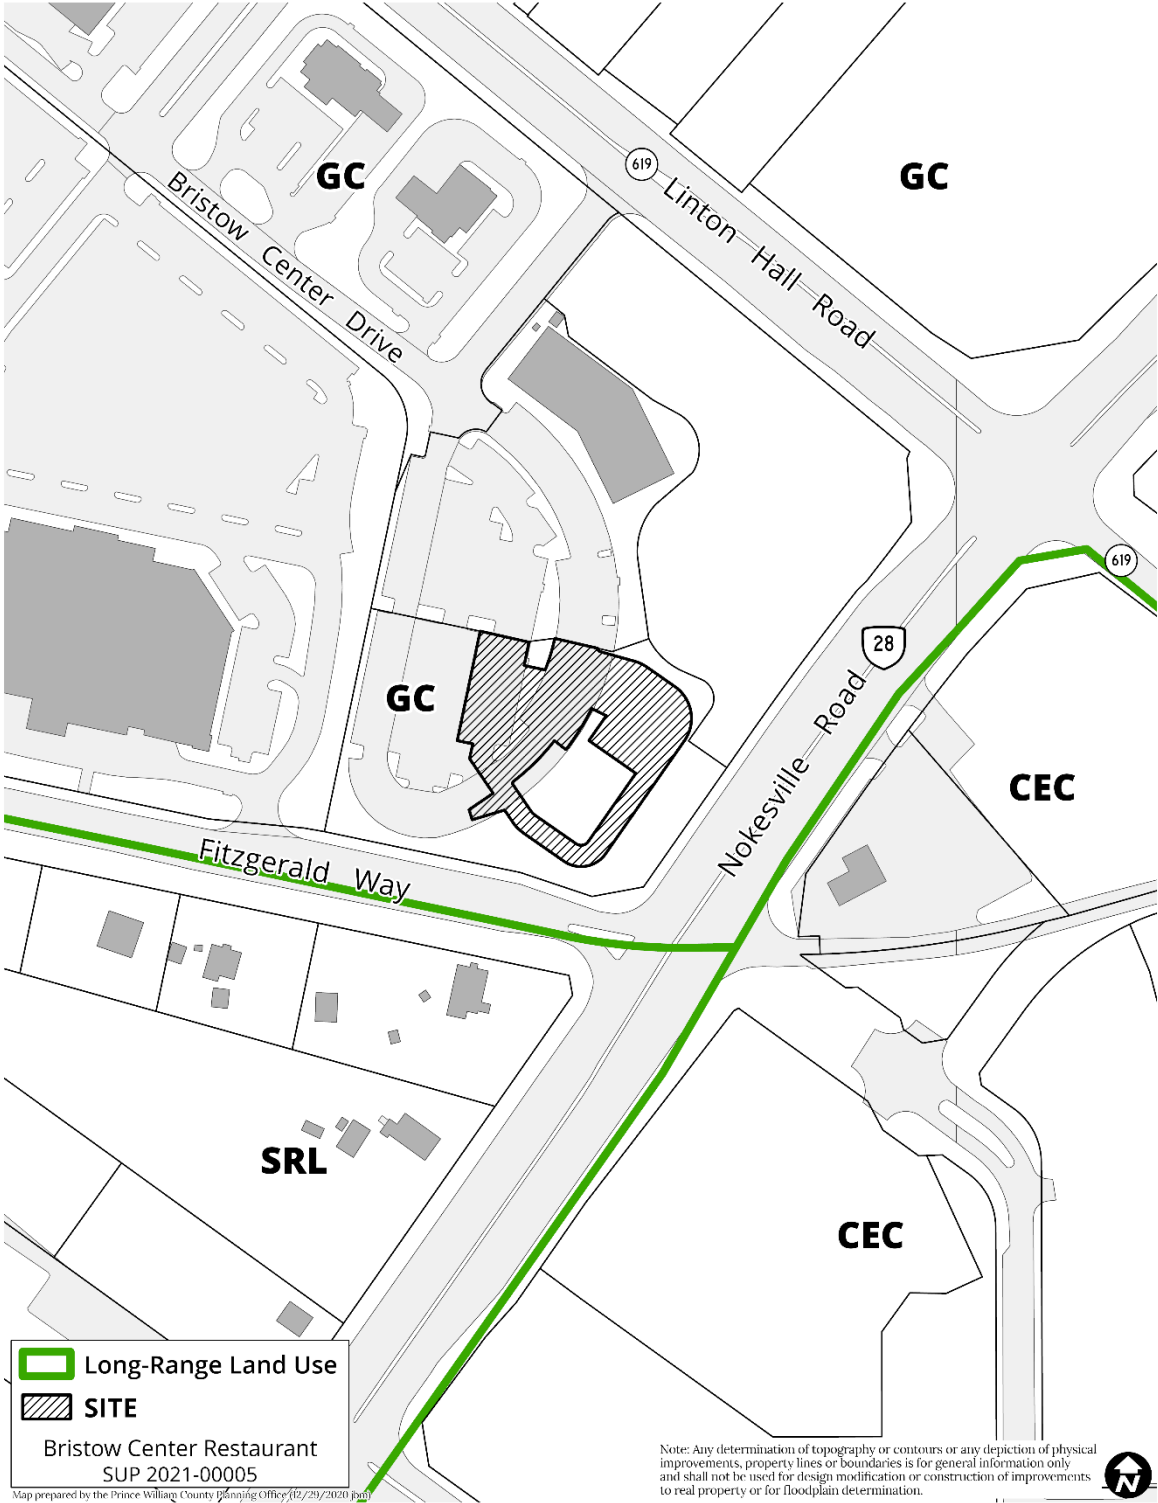 GC
GC
619
Linton Hall Road
Bristow Center Drive
619
28
Nokesville Road
GC
CEC
Fitzgerald Way
SRL
CEC
Long-Range Land Use
SITE
Bristow Center Restaurant
SUP 2021-00005
Map prepared by the Prince William County Planning Office (12/29/2020 jbm)
Note: Any determination of topography or contours or any depiction of physical
improvements, property lines or boundaries is for general information only
and shall not be used for design modification or construction of improvements
to real property or for floodplain determination.
N